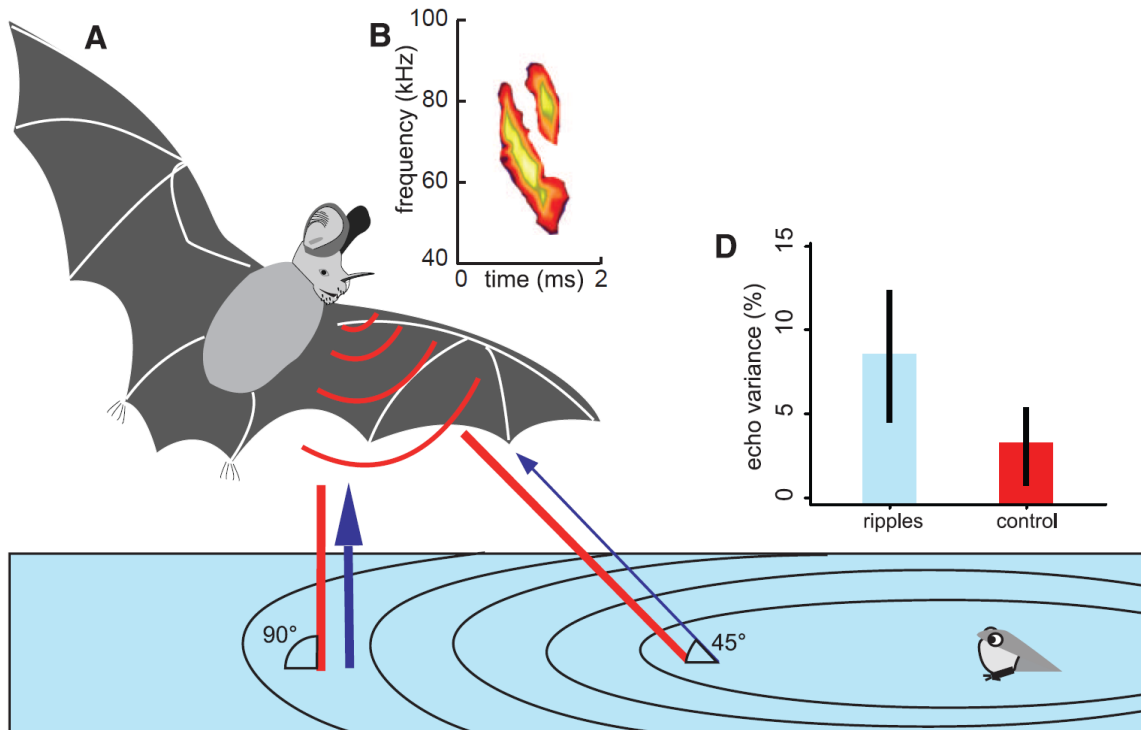 A
B
100
80
60
40
frequency (kHz)
0 time (ms) 2
D
15
10
5
0
echo variance (%)
ripples control
90°
45°